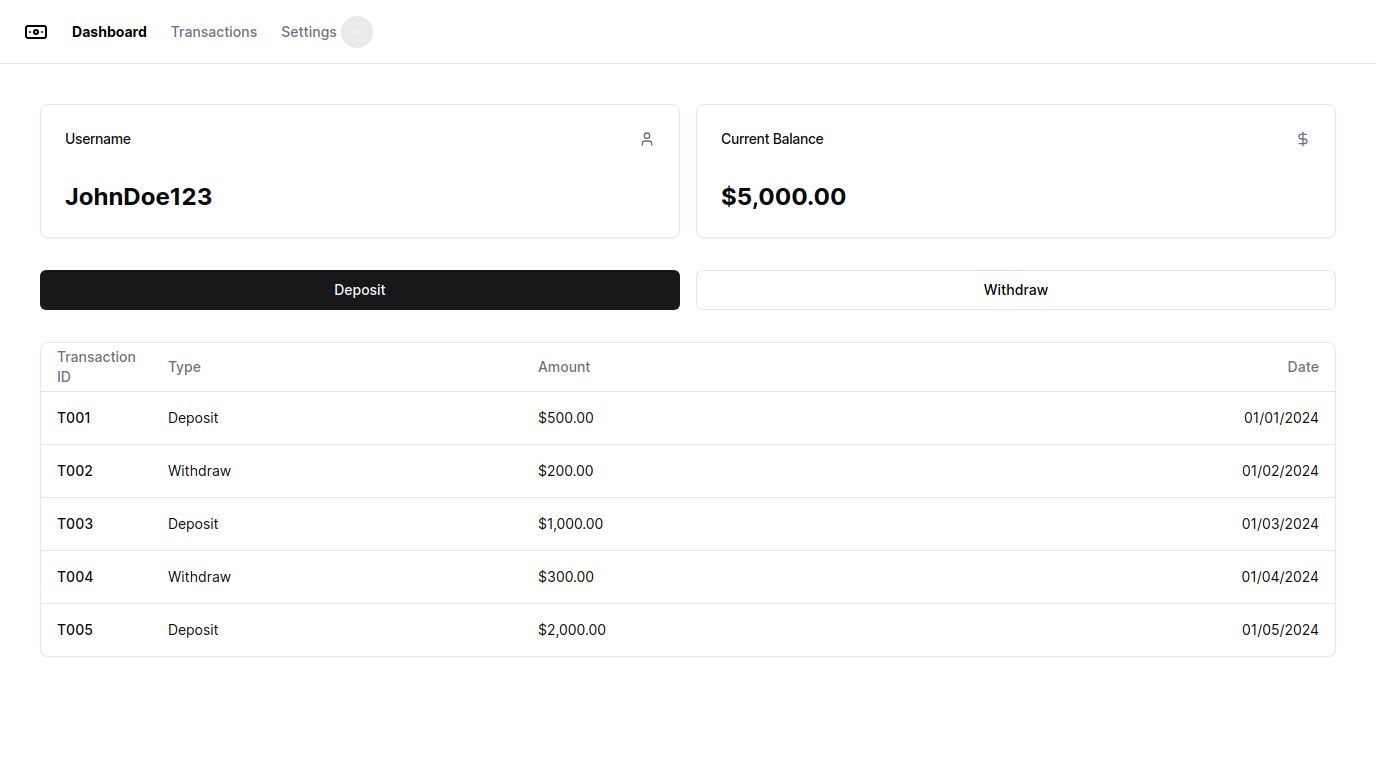 Dashboard Transactions Settings
Username
JohnDoe123
Current Balance
$5,000.00
Deposit
Withdraw
Transaction
ID
Type
Amount
Date
T001 Deposit $500.00 01/01/2024
T002 Withdraw $200.00 01/02/2024
T003 Deposit $1,000.00 01/03/2024
T004 Withdraw $300.00 01/04/2024
T005 Deposit $2,000.00 01/05/2024